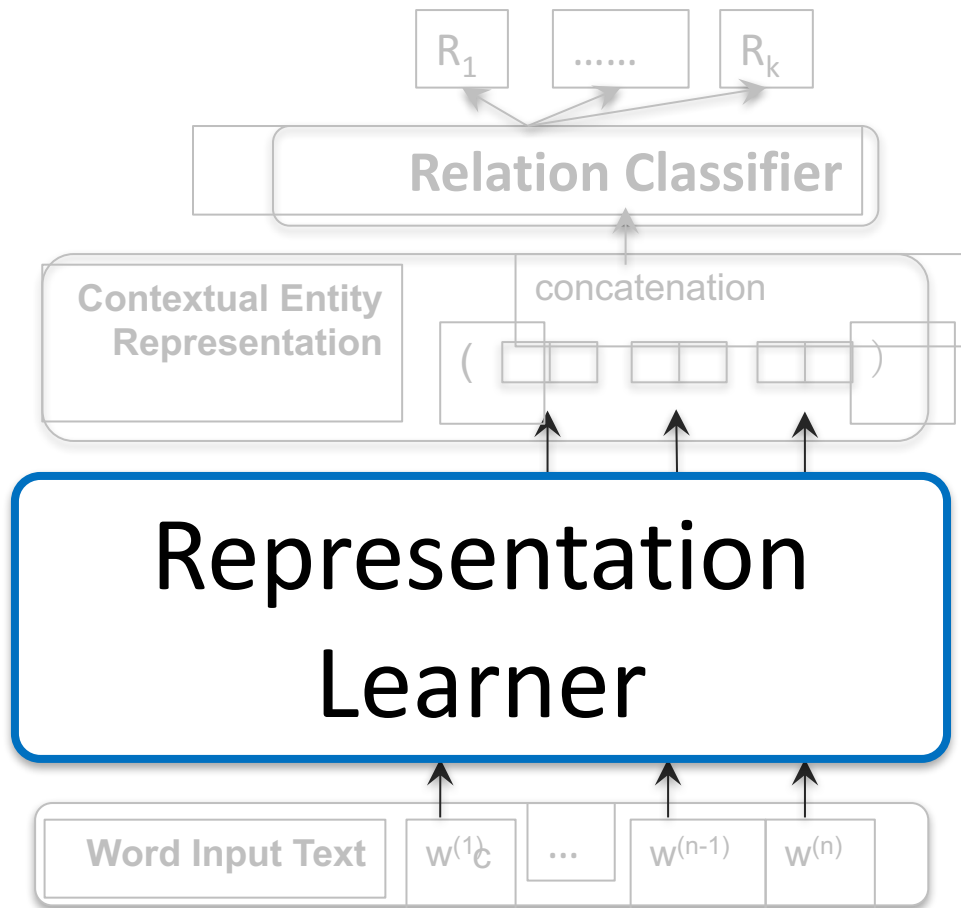 R₁ ...... Rₖ
Relation Classifier
concatenation
Contextual Entity
Representation
( )
Representation
Learner
Word Input Text w⁽¹⁾c ... w⁽ⁿ⁻¹⁾ w⁽ⁿ⁾